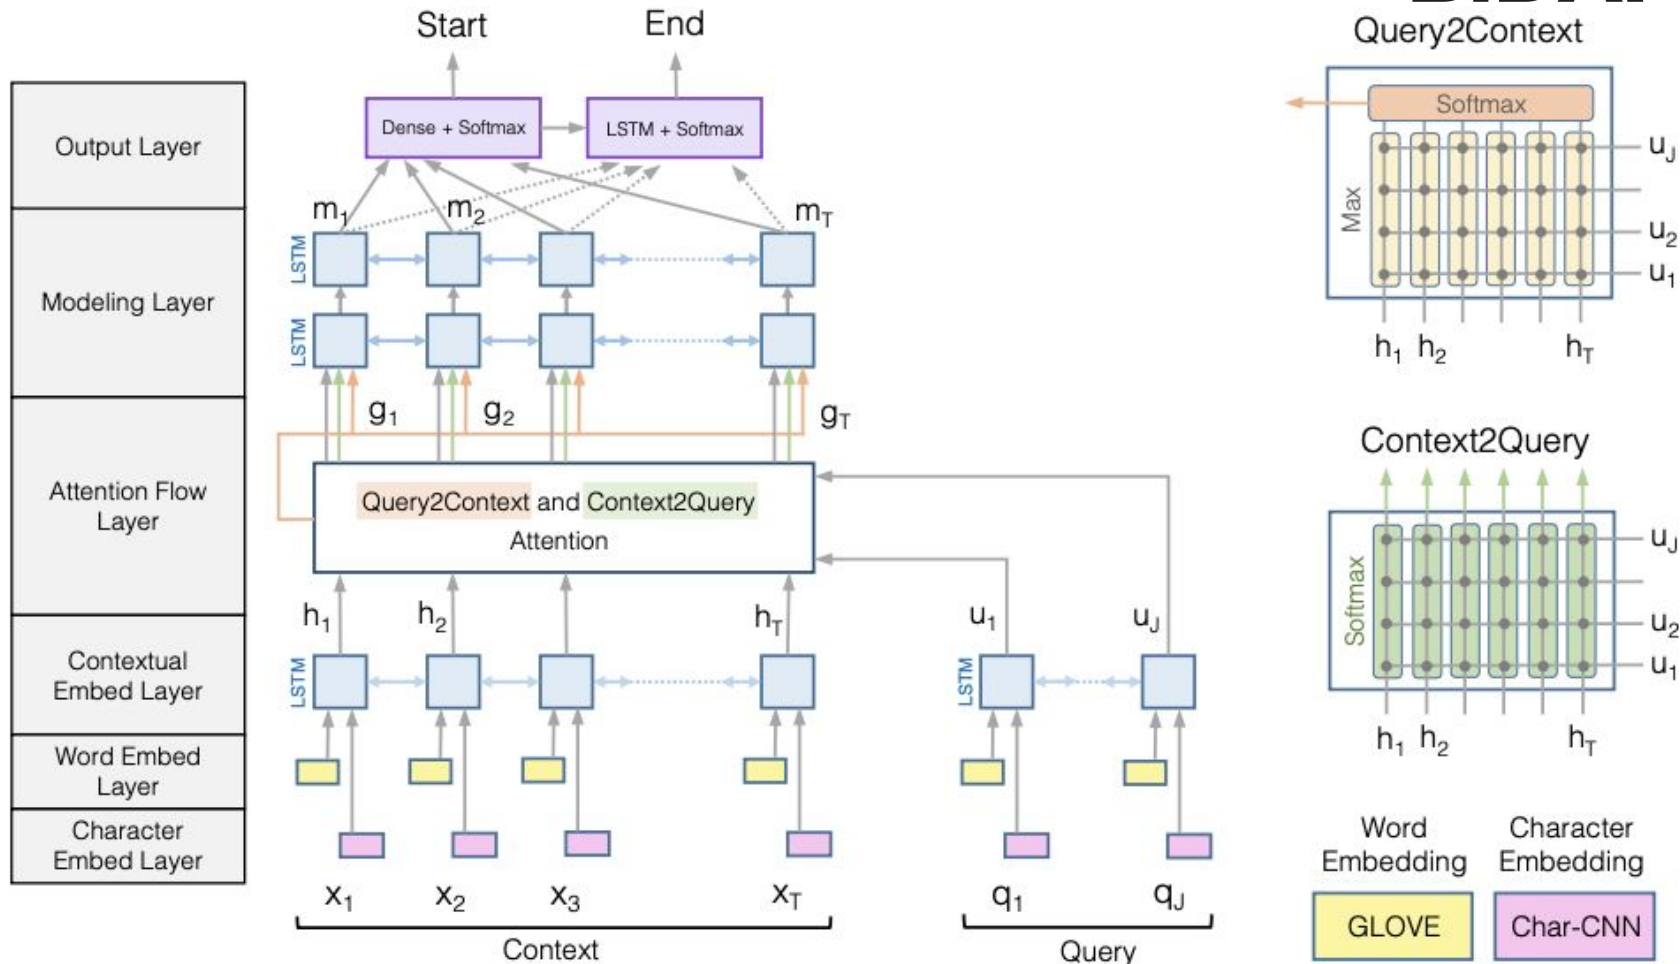 Start
End
Output Layer
Dense + Softmax
LSTM + Softmax
m1
m2
mT
Modeling Layer
LSTM
LSTM
g1
g2
gT
Attention Flow
Layer
Query2Context and Context2Query
Attention
h1
h2
hT
u1
uJ
Contextual
Embed Layer
LSTM
LSTM
Word Embed
Layer
Character
Embed Layer
x1
x2
x3
xT
q1
qJ
Context
Query
Query2Context
Softmax
Max
uJ
u2
u1
h1
h2
hT
Context2Query
Softmax
uJ
u2
u1
h1
h2
hT
Word
Embedding
GLOVE
Character
Embedding
Char-CNN